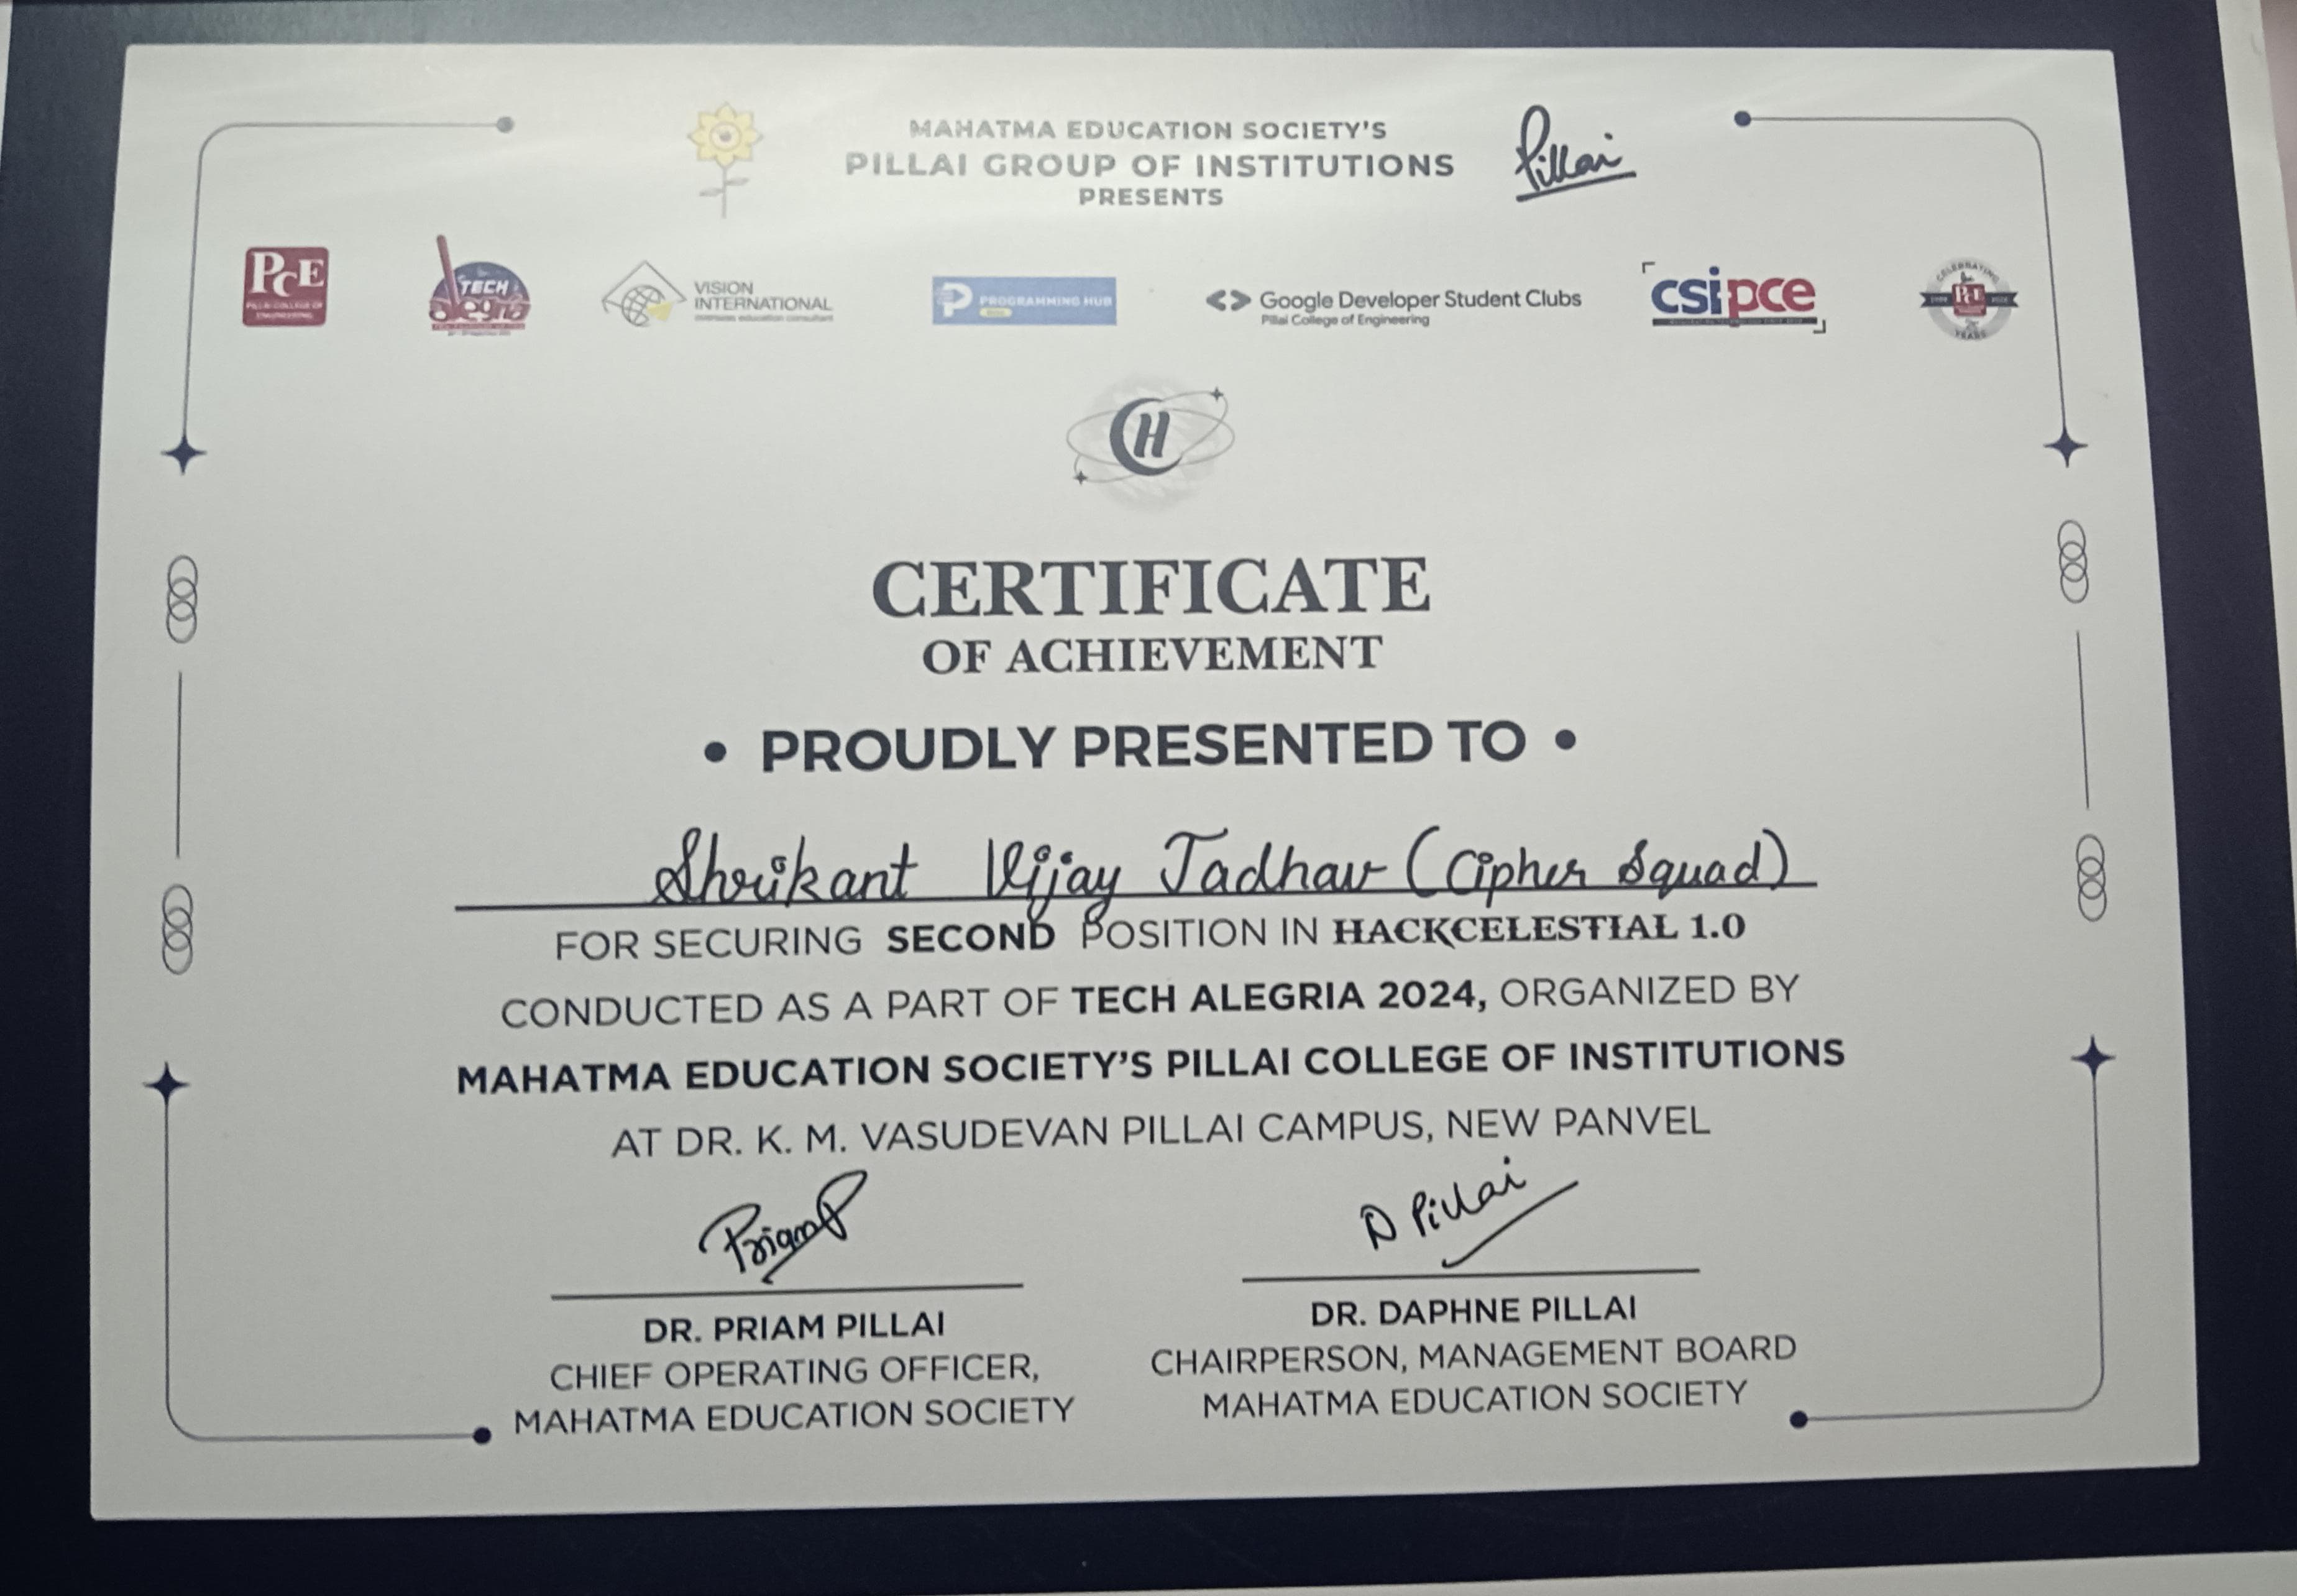 MAHATMA EDUCATION SOCIETY'S
PILLAI GROUP OF INSTITUTIONS
PRESENTS
Pillai
PCE
PILLAI COLLEGE OF
ENGINEERING
TECH
alegria
VISION
INTERNATIONAL
overseas education consultant
P PROGRAMMING HUB
<> Google Developer Student Clubs
Pillai College of Engineering
csipce
CELEBRATING
PCE
YEARS
CH
CERTIFICATE
OF ACHIEVEMENT
• PROUDLY PRESENTED TO •
Shrikant Vijay Jadhav (Cipher Squad)
FOR SECURING SECOND POSITION IN HACKCELESTIAL 1.0
CONDUCTED AS A PART OF TECH ALEGRIA 2024, ORGANIZED BY
MAHATMA EDUCATION SOCIETY'S PILLAI COLLEGE OF INSTITUTIONS
AT DR. K. M. VASUDEVAN PILLAI CAMPUS, NEW PANVEL
PriamP
D Pillai
DR. PRIAM PILLAI
CHIEF OPERATING OFFICER,
MAHATMA EDUCATION SOCIETY
DR. DAPHNE PILLAI
CHAIRPERSON, MANAGEMENT BOARD
MAHATMA EDUCATION SOCIETY